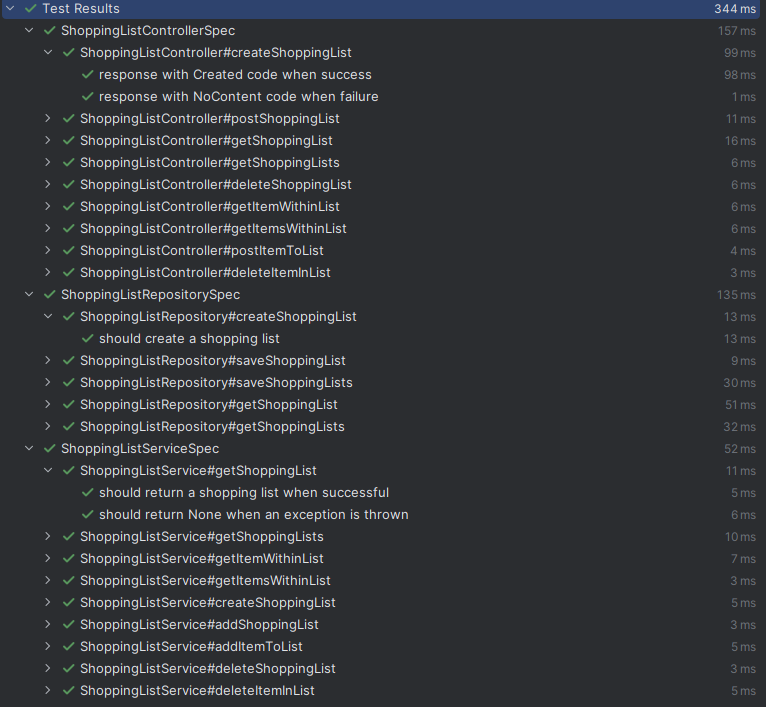 Test Results 344 ms
ShoppingListControllerSpec 157 ms
ShoppingListController#createShoppingList 99 ms
response with Created code when success 98 ms
response with NoContent code when failure 1 ms
ShoppingListController#postShoppingList 11 ms
ShoppingListController#getShoppingList 16 ms
ShoppingListController#getShoppingLists 6 ms
ShoppingListController#deleteShoppingList 6 ms
ShoppingListController#getItemWithinList 6 ms
ShoppingListController#getItemsWithinList 6 ms
ShoppingListController#postItemToList 4 ms
ShoppingListController#deleteItemInList 3 ms
ShoppingListRepositorySpec 135 ms
ShoppingListRepository#createShoppingList 13 ms
should create a shopping list 13 ms
ShoppingListRepository#saveShoppingList 9 ms
ShoppingListRepository#saveShoppingLists 30 ms
ShoppingListRepository#getShoppingList 51 ms
ShoppingListRepository#getShoppingLists 32 ms
ShoppingListServiceSpec 52 ms
ShoppingListService#getShoppingList 11 ms
should return a shopping list when successful 5 ms
should return None when an exception is thrown 6 ms
ShoppingListService#getShoppingLists 10 ms
ShoppingListService#getItemWithinList 7 ms
ShoppingListService#getItemsWithinList 3 ms
ShoppingListService#createShoppingList 5 ms
ShoppingListService#addShoppingList 3 ms
ShoppingListService#addItemToList 5 ms
ShoppingListService#deleteShoppingList 3 ms
ShoppingListService#deleteItemInList 5 ms